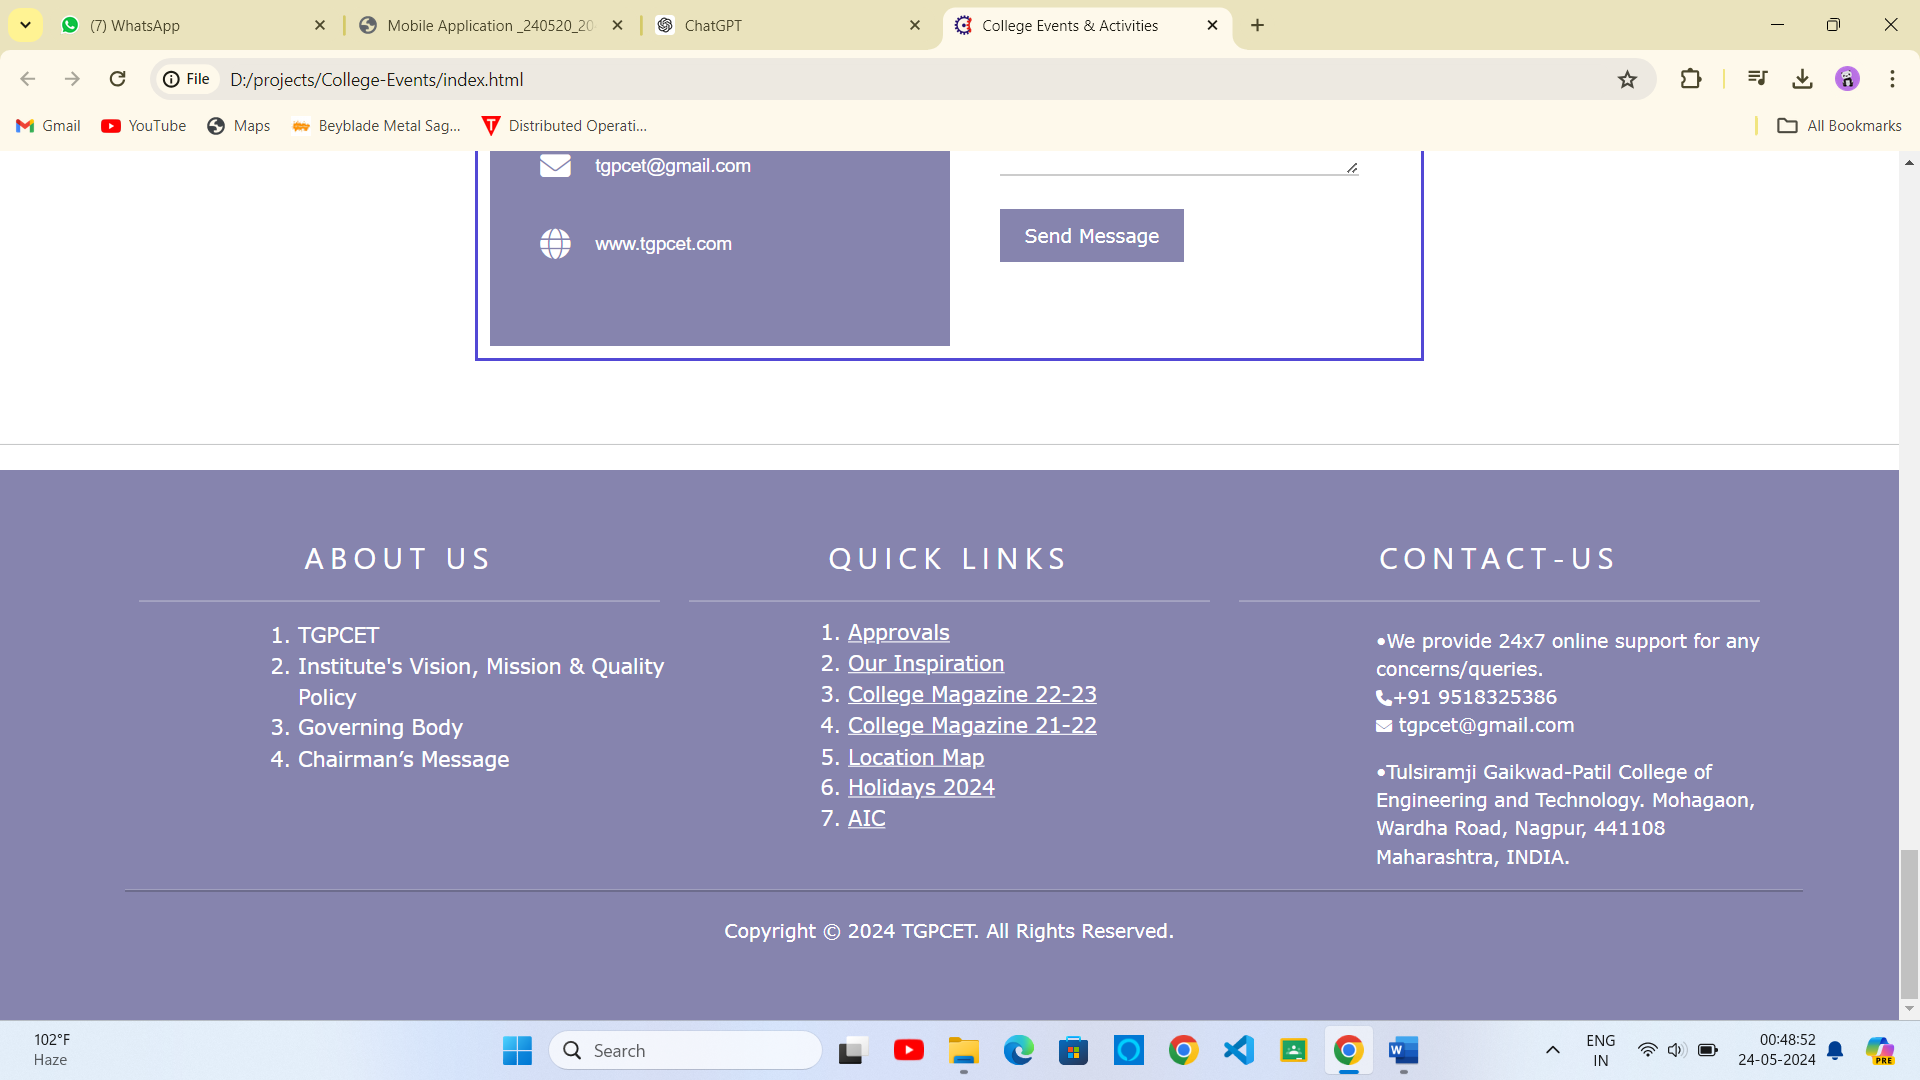 (7) WhatsApp
Mobile Application _240520_20
ChatGPT
College Events & Activities
File
D:/projects/College-Events/index.html
Gmail
YouTube
Maps
Beyblade Metal Sag...
Distributed Operati...
All Bookmarks
tgpcet@gmail.com
www.tgpcet.com
Send Message
ABOUT US
1. TGPCET
2. Institute's Vision, Mission & Quality
Policy
3. Governing Body
4. Chairman’s Message
QUICK LINKS
1. Approvals
2. Our Inspiration
3. College Magazine 22-23
4. College Magazine 21-22
5. Location Map
6. Holidays 2024
7. AIC
CONTACT-US
•We provide 24x7 online support for any
concerns/queries.
+91 9518325386
tgpcet@gmail.com
•Tulsiramji Gaikwad-Patil College of
Engineering and Technology. Mohagaon,
Wardha Road, Nagpur, 441108
Maharashtra, INDIA.
Copyright © 2024 TGPCET. All Rights Reserved.
102°F
Haze
Search
ENG
IN
00:48:52
24-05-2024
PRE